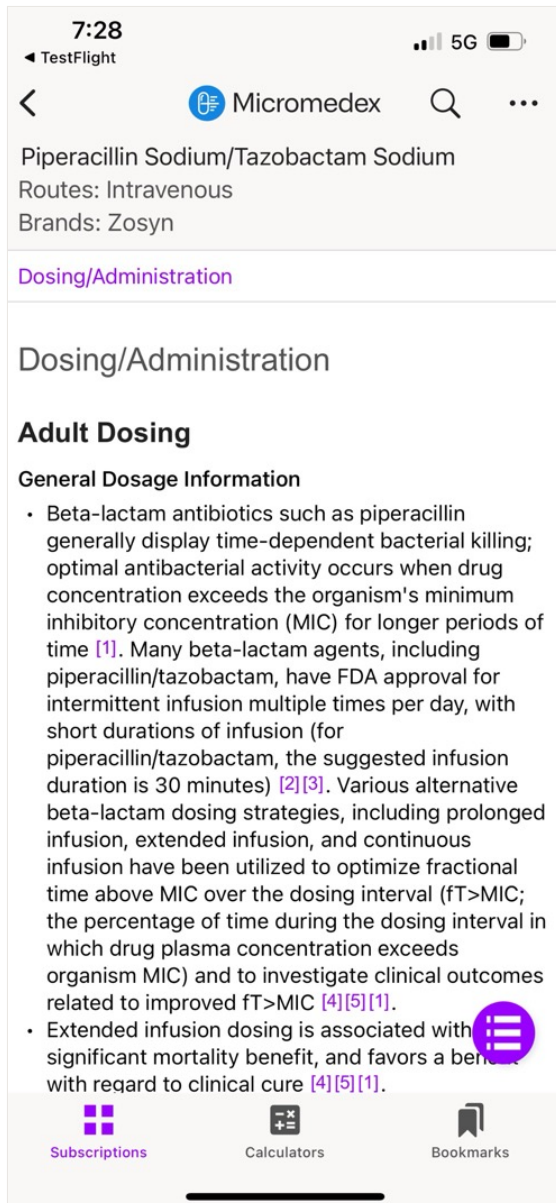 7:28
5G
◀ TestFlight
Micromedex
Piperacillin Sodium/Tazobactam Sodium
Routes: Intravenous
Brands: Zosyn
Dosing/Administration
Dosing/Administration
Adult Dosing
General Dosage Information
• Beta-lactam antibiotics such as piperacillin
generally display time-dependent bacterial killing;
optimal antibacterial activity occurs when drug
concentration exceeds the organism's minimum
inhibitory concentration (MIC) for longer periods of
time [1]. Many beta-lactam agents, including
piperacillin/tazobactam, have FDA approval for
intermittent infusion multiple times per day, with
short durations of infusion (for
piperacillin/tazobactam, the suggested infusion
duration is 30 minutes) [2][3]. Various alternative
beta-lactam dosing strategies, including prolonged
infusion, extended infusion, and continuous
infusion have been utilized to optimize fractional
time above MIC over the dosing interval (fT>MIC;
the percentage of time during the dosing interval in
which drug plasma concentration exceeds
organism MIC) and to investigate clinical outcomes
related to improved fT>MIC [4][5][1].
• Extended infusion dosing is associated with
significant mortality benefit, and favors a
with regard to clinical cure [4][5][1].
Subscriptions
Calculators
Bookmarks